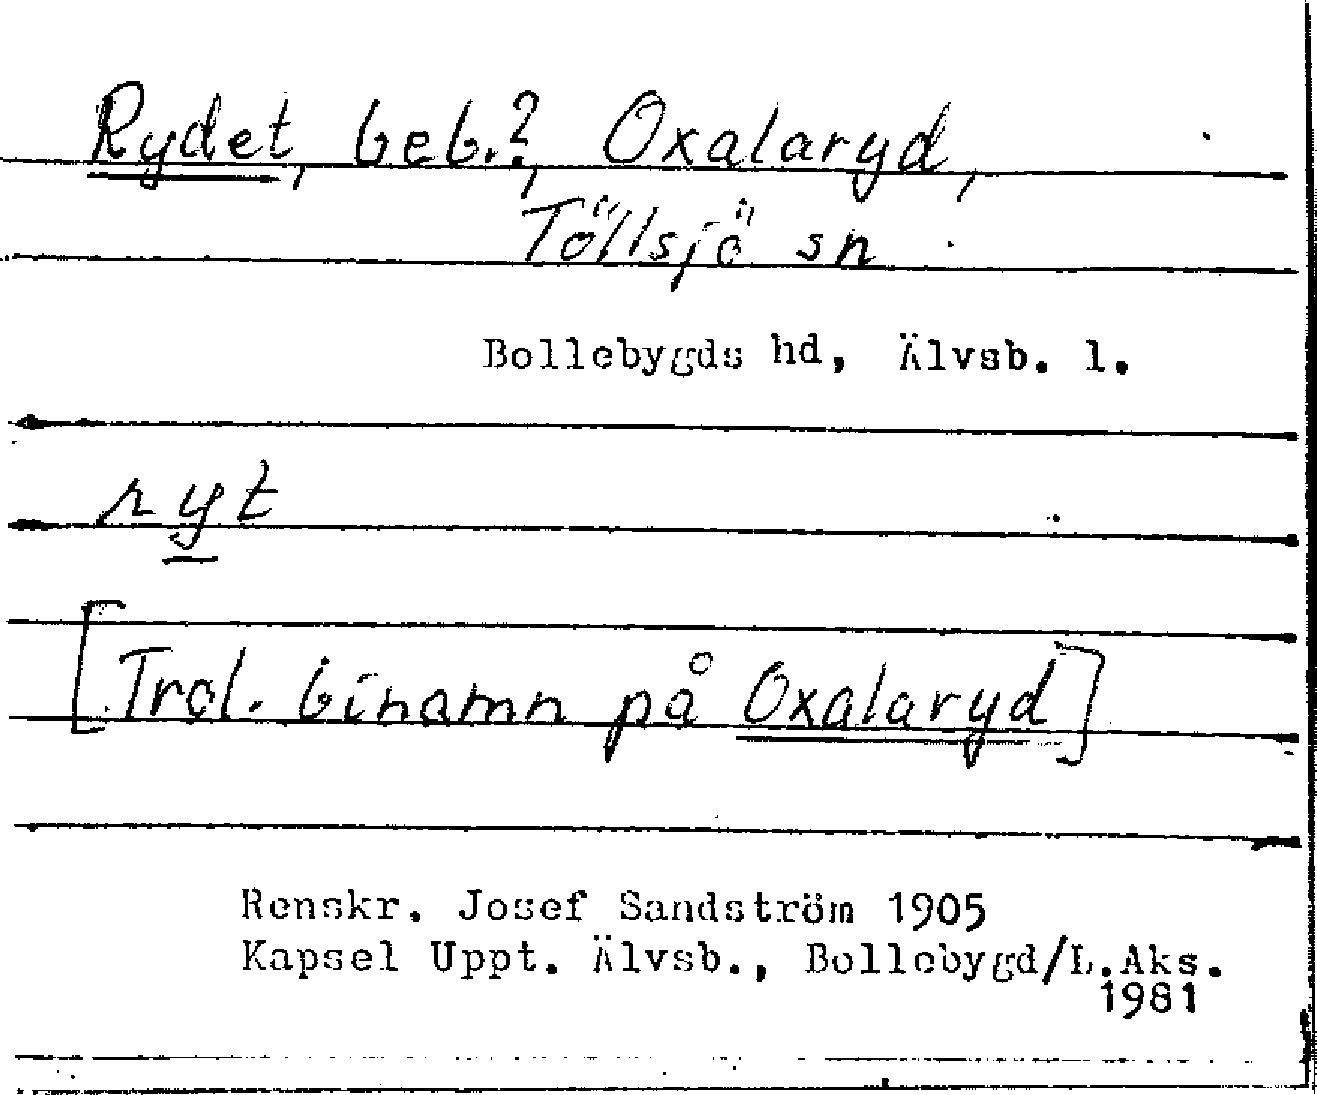 Rydet, beb.?, Oxalaryd,
Töllsjö sn
Bollebygds hd, Älvsb. l.
ryt
[Trol. binamn på Oxalaryd]
Renskr. Josef Sandström 1905
Kapsel Uppt. Älvsb., Bollebygd/L.Aks.
1981